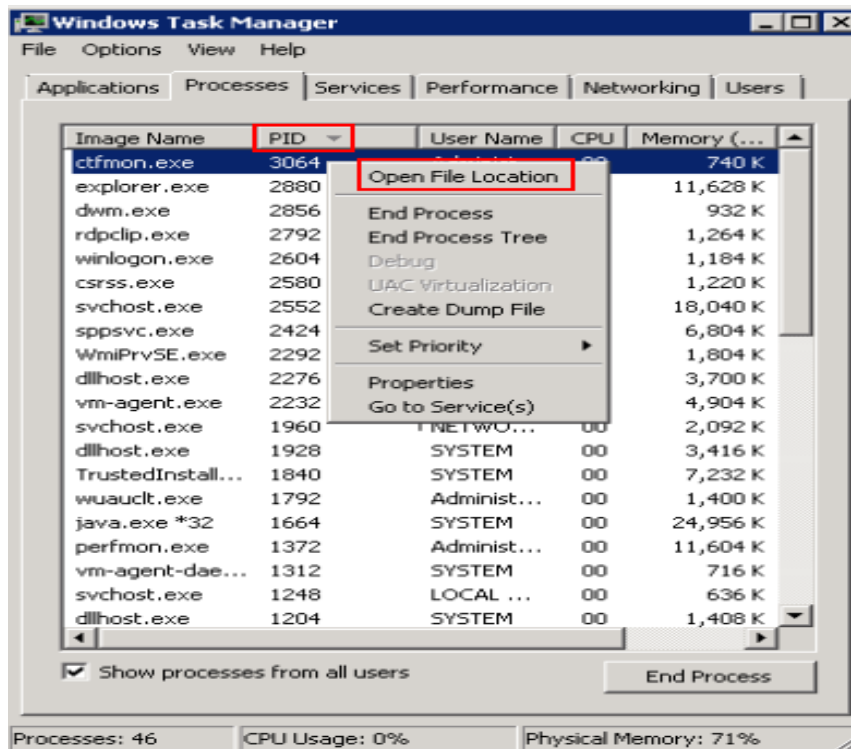 Windows Task Manager
File Options View Help
Applications Processes Services Performance Networking Users
Image Name PID User Name CPU Memory (...
ctfmon.exe 3064 740 K
explorer.exe 2880 11,628 K
dwm.exe 2856 932 K
rdpclip.exe 2792 1,264 K
winlogon.exe 2604 1,184 K
csrss.exe 2580 1,220 K
svchost.exe 2552 18,040 K
sppsvc.exe 2424 6,804 K
WmiPrvSE.exe 2292 1,804 K
dllhost.exe 2276 3,700 K
vm-agent.exe 2232 4,904 K
svchost.exe 1960 NETWO... 00 2,092 K
dllhost.exe 1928 SYSTEM 00 3,416 K
TrustedInstall... 1840 SYSTEM 00 7,232 K
wuauclt.exe 1792 Administ... 00 1,400 K
java.exe *32 1664 SYSTEM 00 24,956 K
perfmon.exe 1372 Administ... 00 11,604 K
vm-agent-dae... 1312 SYSTEM 00 716 K
svchost.exe 1248 LOCAL ... 00 636 K
dllhost.exe 1204 SYSTEM 00 1,408 K
Open File Location
End Process
End Process Tree
Debug
UAC Virtualization
Create Dump File
Set Priority
Properties
Go to Service(s)
Show processes from all users
End Process
Processes: 46 CPU Usage: 0% Physical Memory: 71%